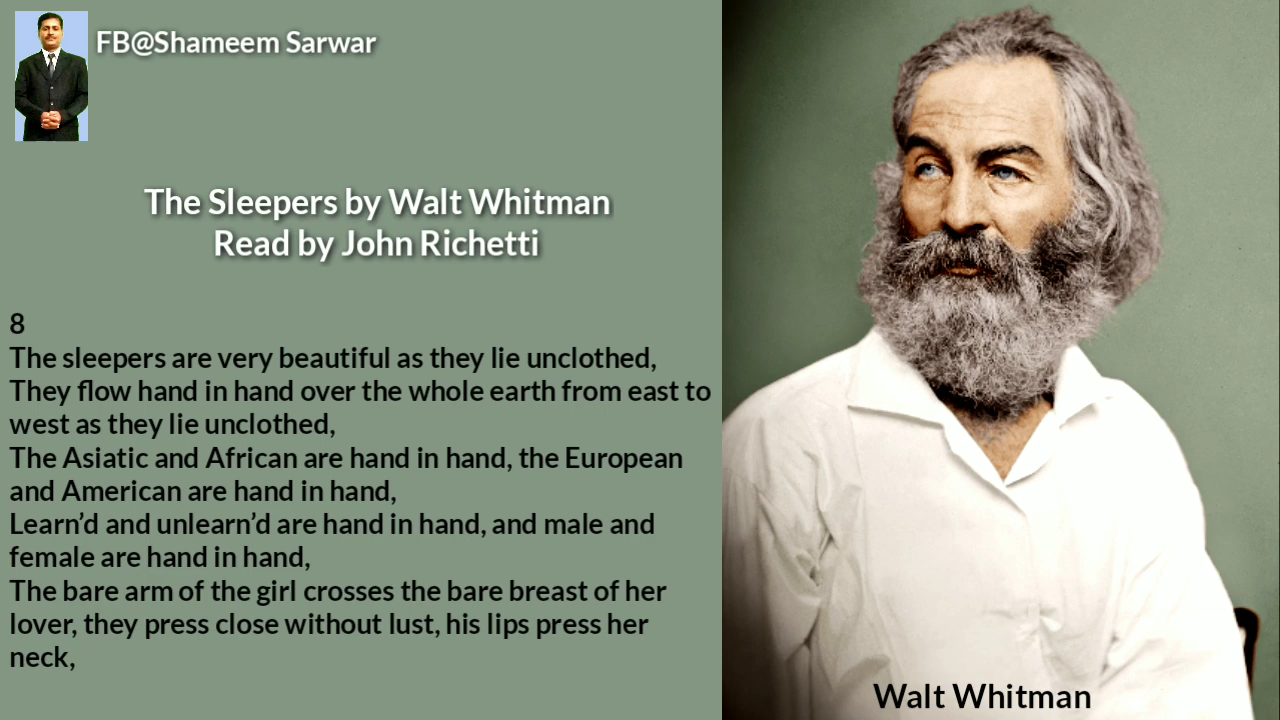 FB@Shameem Sarwar
The Sleepers by Walt Whitman
Read by John Richetti
8
The sleepers are very beautiful as they lie unclothed,
They flow hand in hand over the whole earth from east to
west as they lie unclothed,
The Asiatic and African are hand in hand, the European
and American are hand in hand,
Learn’d and unlearn’d are hand in hand, and male and
female are hand in hand,
The bare arm of the girl crosses the bare breast of her
lover, they press close without lust, his lips press her
neck,
Walt Whitman